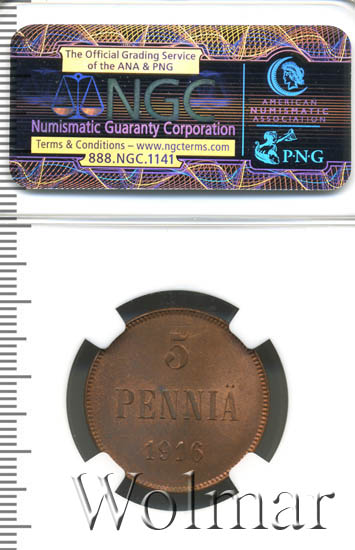 The Official Grading Service
of the ANA & PNG
NGC
Numismatic Guaranty Corporation
Terms & Conditions – www.ngcterms.com
888.NGC.1141
AMERICAN
NUMISMATIC
ASSOCIATION
PNG
5
PENNIÄ
1916
Wolmar